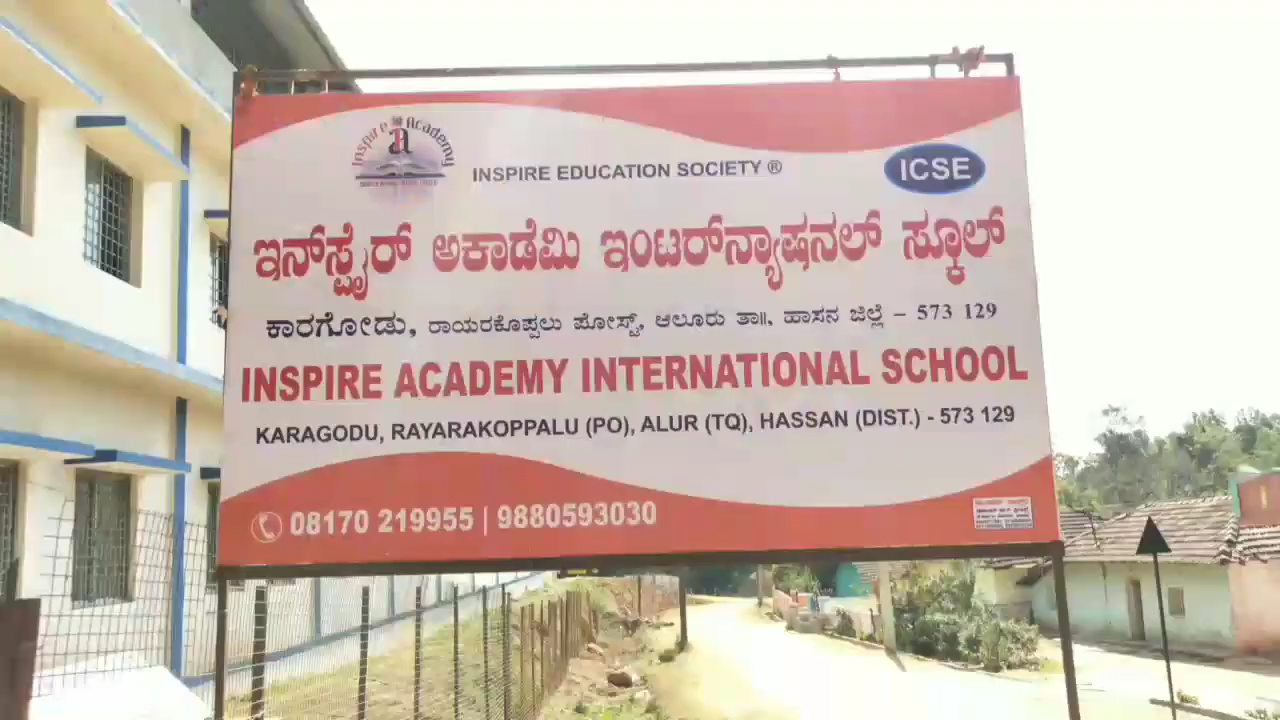 Inspire Academy
INSPIRE EDUCATION SOCIETY ®
ICSE
ಇನ್‌ಸ್ಪೈರ್ ಅಕಾಡೆಮಿ ಇಂಟರ್‌ನ್ಯಾಷನಲ್ ಸ್ಕೂಲ್
ಕಾರಗೋಡು, ರಾಯರಕೊಪ್ಪಲು ಪೋಸ್ಟ್, ಆಲೂರು ತಾ॥, ಹಾಸನ ಜಿಲ್ಲೆ – 573 129
INSPIRE ACADEMY INTERNATIONAL SCHOOL
KARAGODU, RAYARAKOPPALU (PO), ALUR (TQ), HASSAN (DIST.) - 573 129
08170 219955 | 9880593030